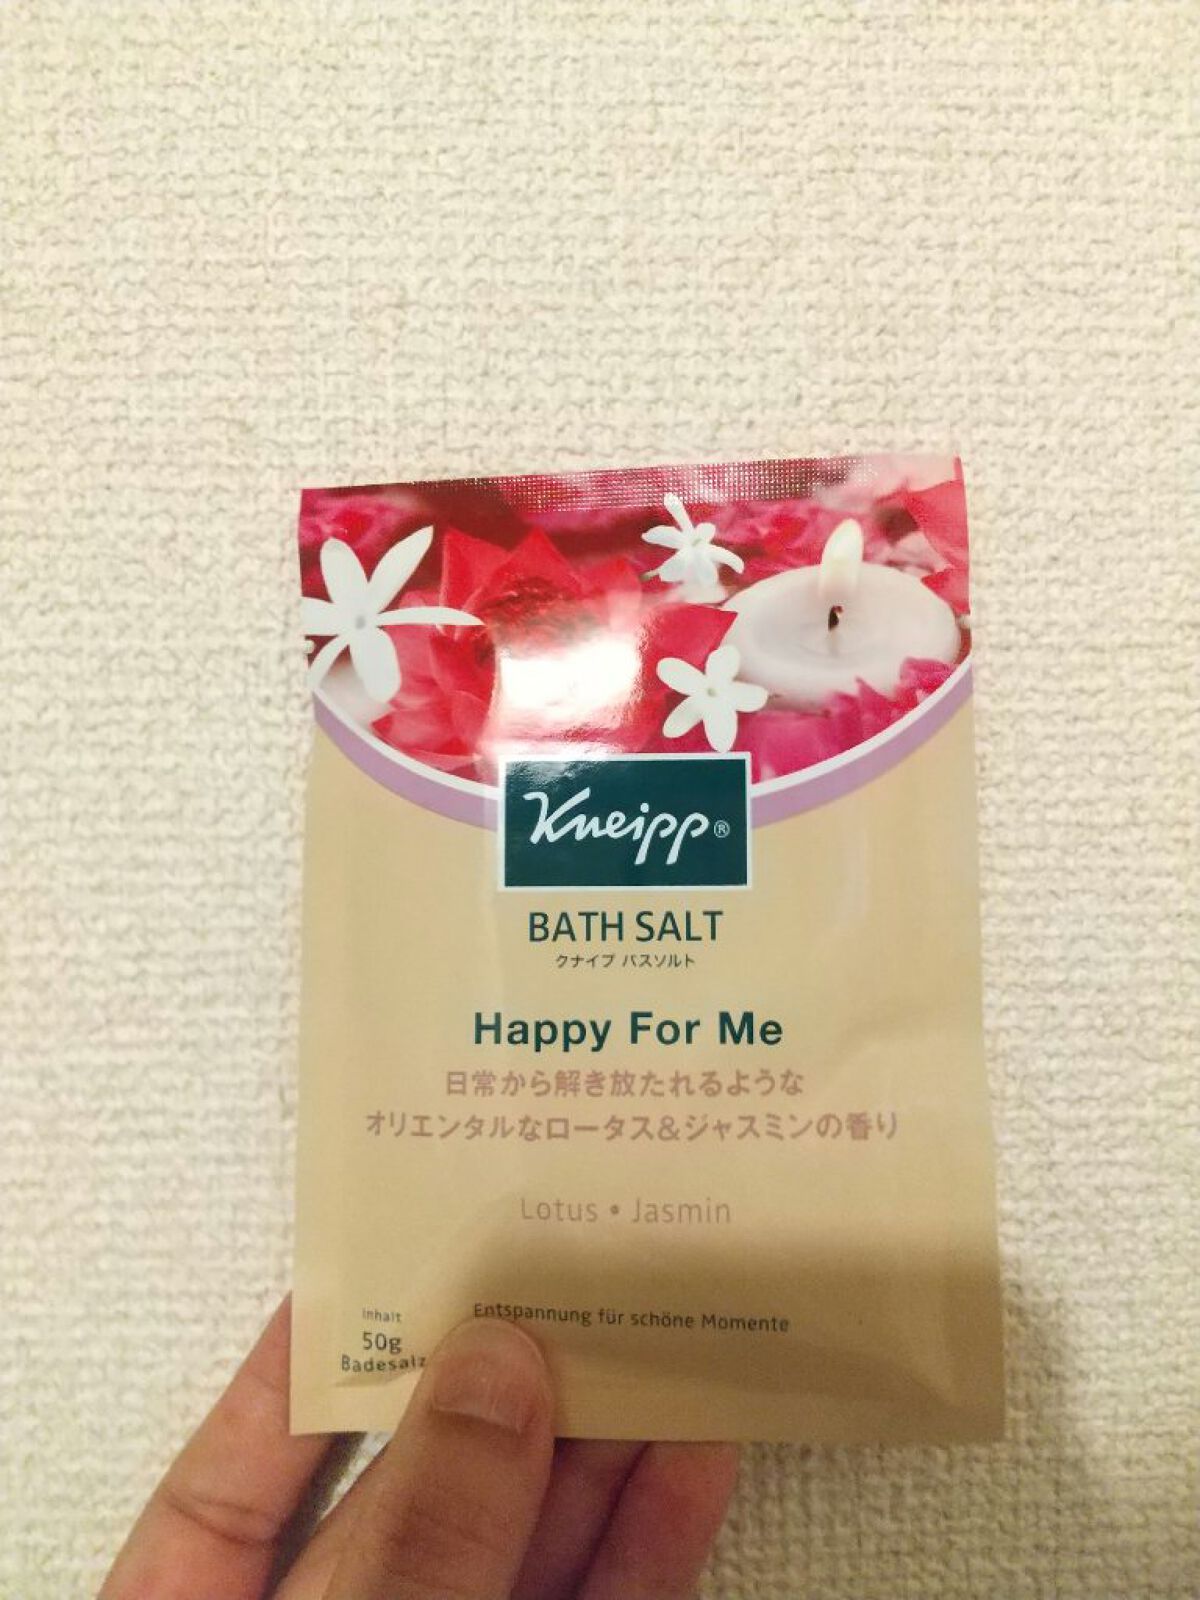 Kneipp®
BATH SALT
クナイプ バスソルト
Happy For Me
日常から解き放たれるような
オリエンタルなロータス&ジャスミンの香り
Lotus • Jasmin
Inhalt
50g
Badesalz
Entspannung für schöne Momente